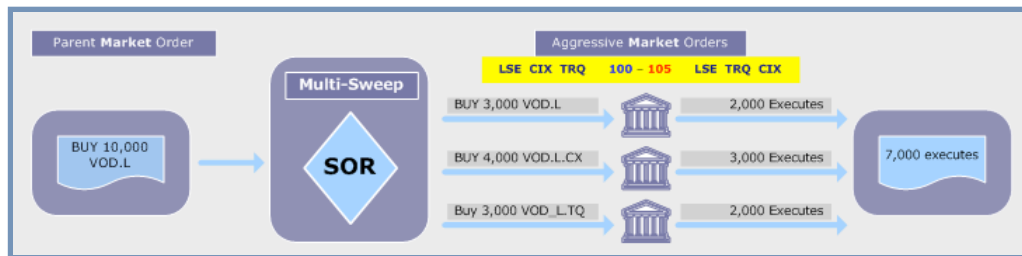 Parent Market Order
Aggressive Market Orders
LSE CIX TRQ 100 – 105 LSE TRQ CIX
Multi-Sweep
SOR
BUY 10,000
VOD.L
BUY 3,000 VOD.L
2,000 Executes
BUY 4,000 VOD.L.CX
3,000 Executes
Buy 3,000 VOD_L.TQ
2,000 Executes
7,000 executes